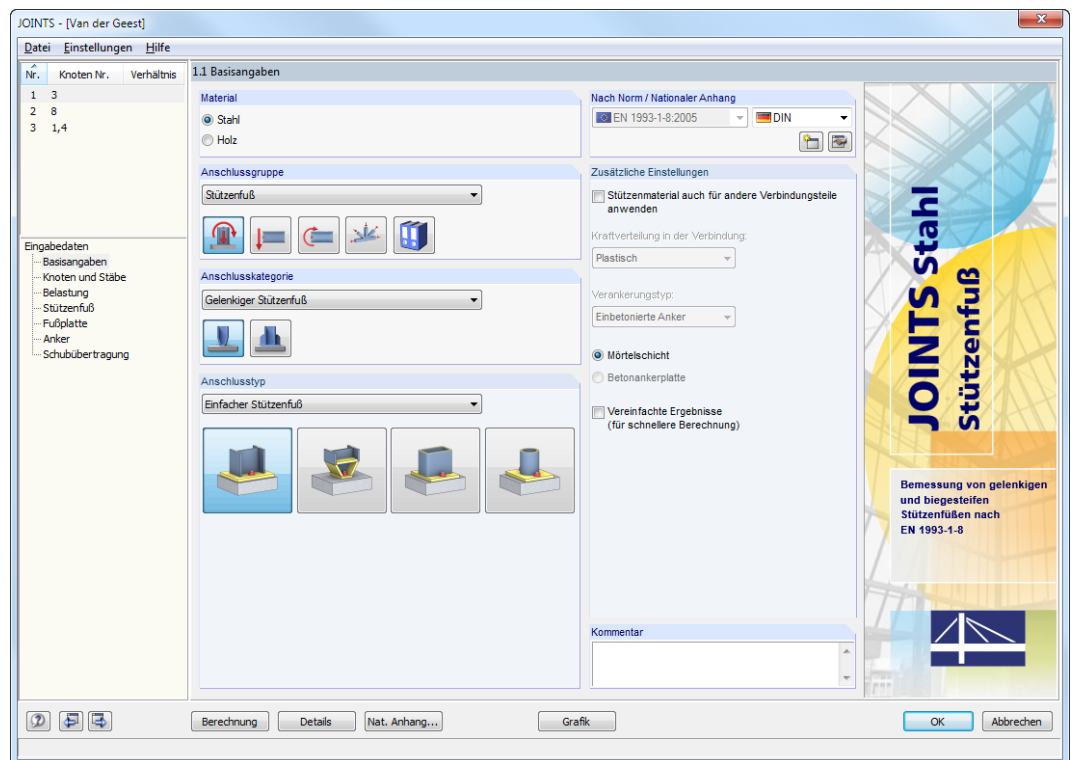 JOINTS - [Van der Geest]
Datei Einstellungen Hilfe
Nr. Knoten Nr. Verhältnis
1 3
2 8
3 1,4
Eingabedaten
Basisangaben
Knoten und Stäbe
Belastung
Stützenfuß
Fußplatte
Anker
Schubübertragung
1.1 Basisangaben
Material
Stahl
Holz
Anschlussgruppe
Stützenfuß
Anschlusskategorie
Gelenkiger Stützenfuß
Anschlusstyp
Einfacher Stützenfuß
Nach Norm / Nationaler Anhang
EN 1993-1-8:2005 DIN
Zusätzliche Einstellungen
Stützenmaterial auch für andere Verbindungsteile
anwenden
Kraftverteilung in der Verbindung:
Plastisch
Verankerungstyp:
Einbetonierte Anker
Mörtelschicht
Betonankerplatte
Vereinfachte Ergebnisse
(für schnellere Berechnung)
Kommentar
JOINTS Stahl
Stützenfuß
Bemessung von gelenkigen
und biegesteifen
Stützenfüßen nach
EN 1993-1-8
Berechnung Details Nat. Anhang... Grafik OK Abbrechen